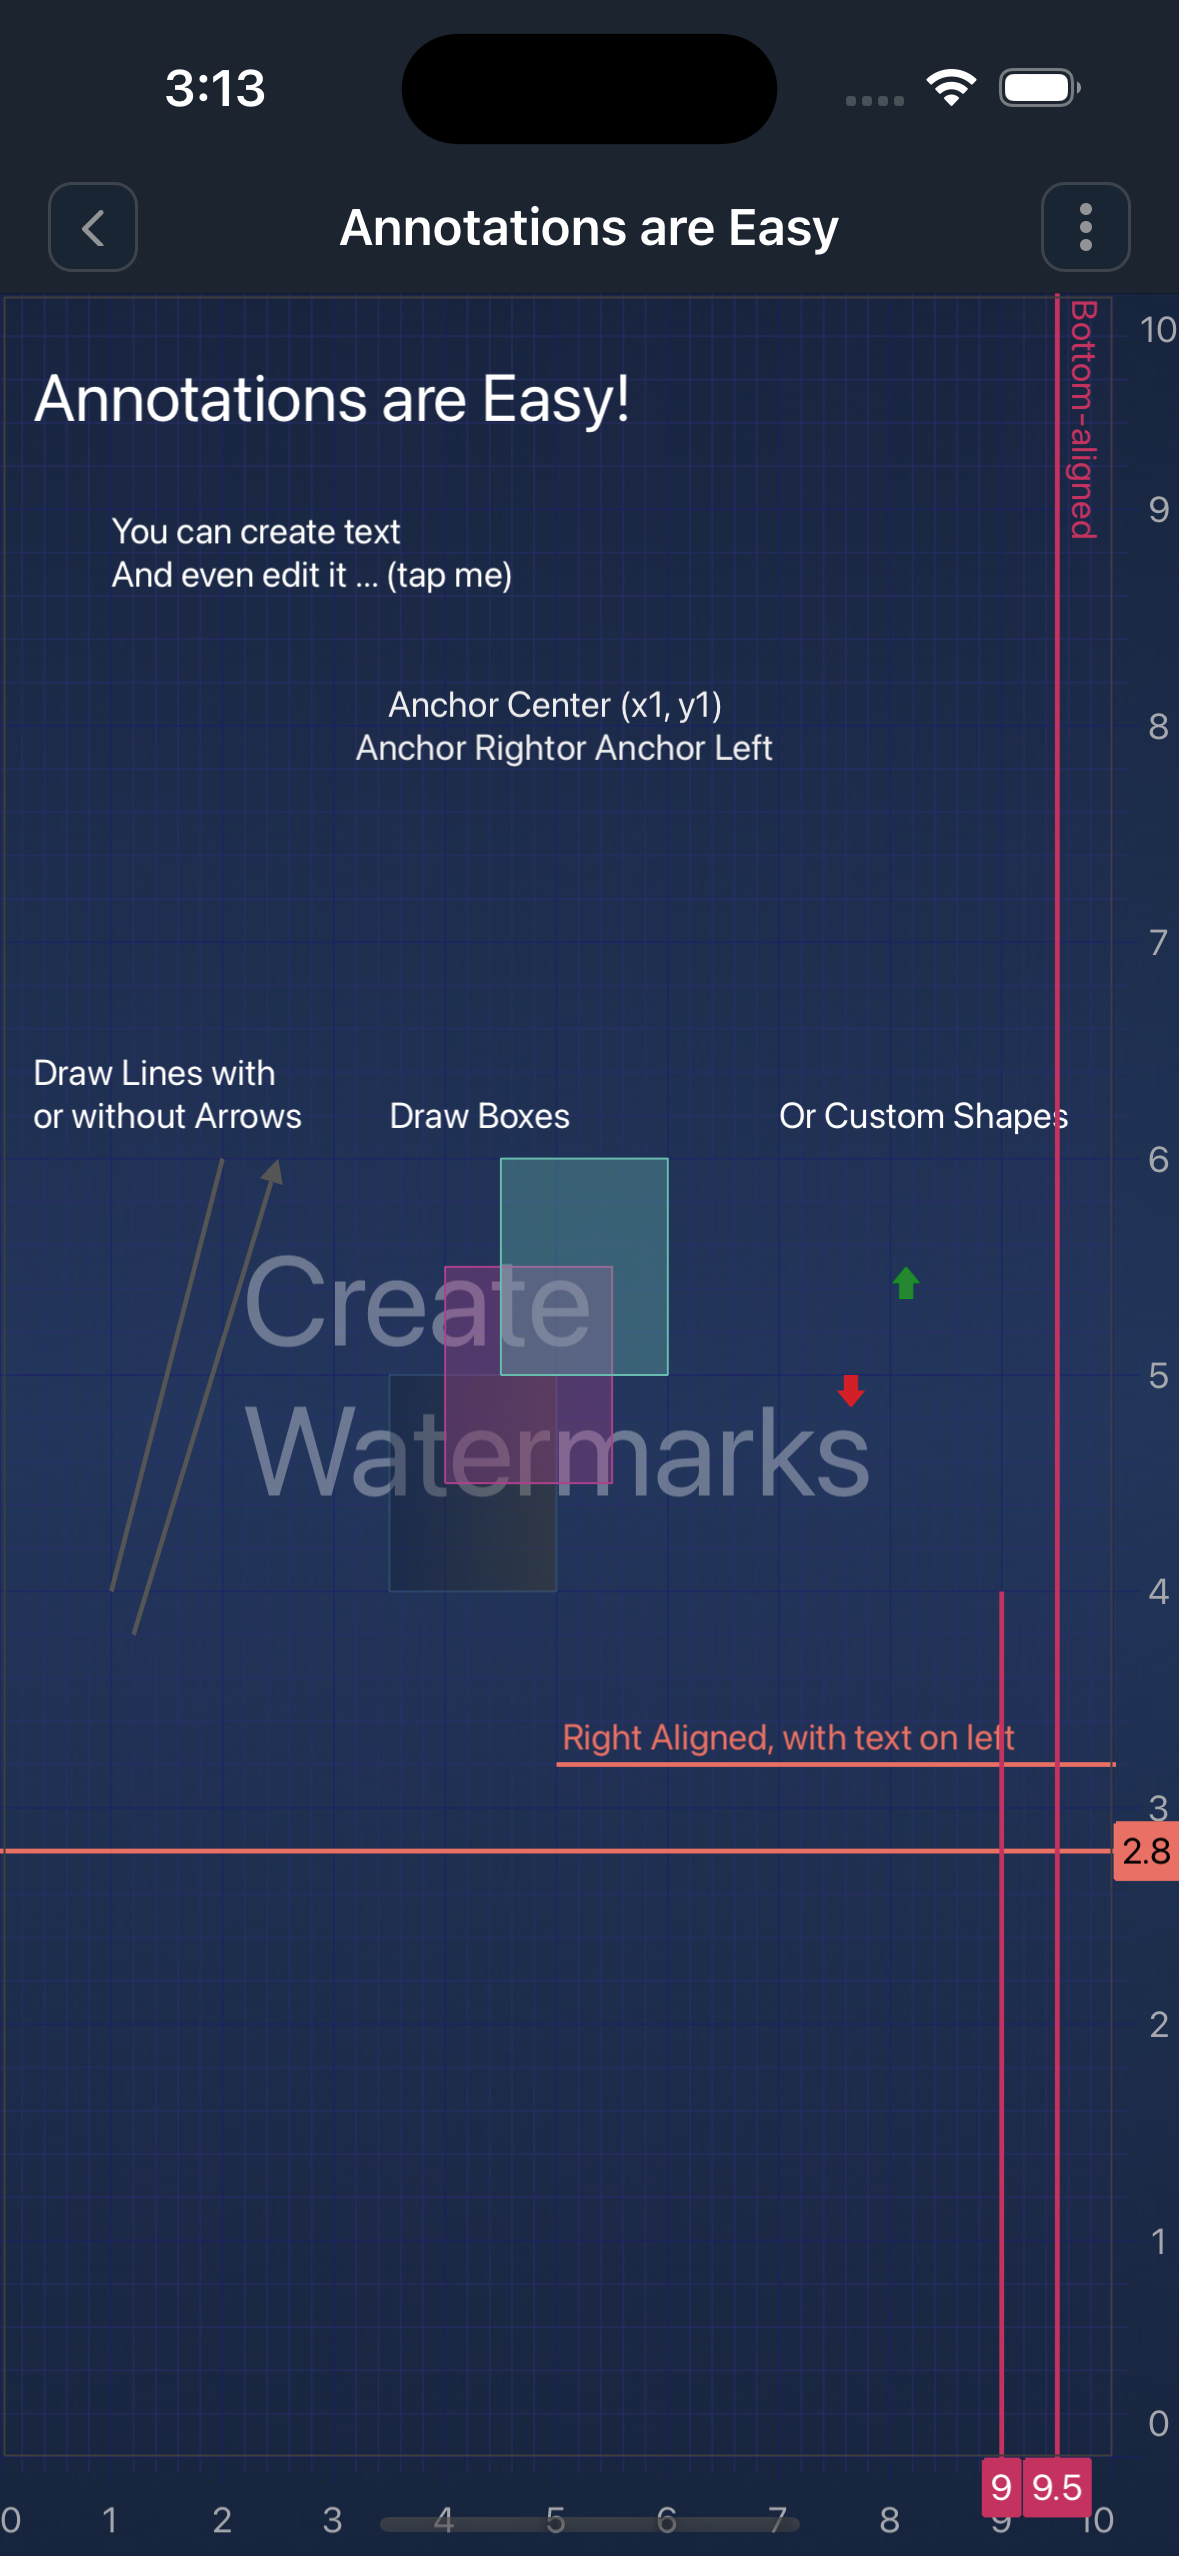 3:13
Annotations are Easy
Annotations are Easy!
Bottom-aligned
You can create text
And even edit it ... (tap me)
Anchor Center (x1, y1)
Anchor Rightor Anchor Left
Draw Lines with
or without Arrows
Draw Boxes
Or Custom Shapes
Create
Watermarks
Right Aligned, with text on left
10
9
8
7
6
5
4
3
2.8
2
1
0
9 9.5
0 1 2 3 4 5 6 7 8 9 10